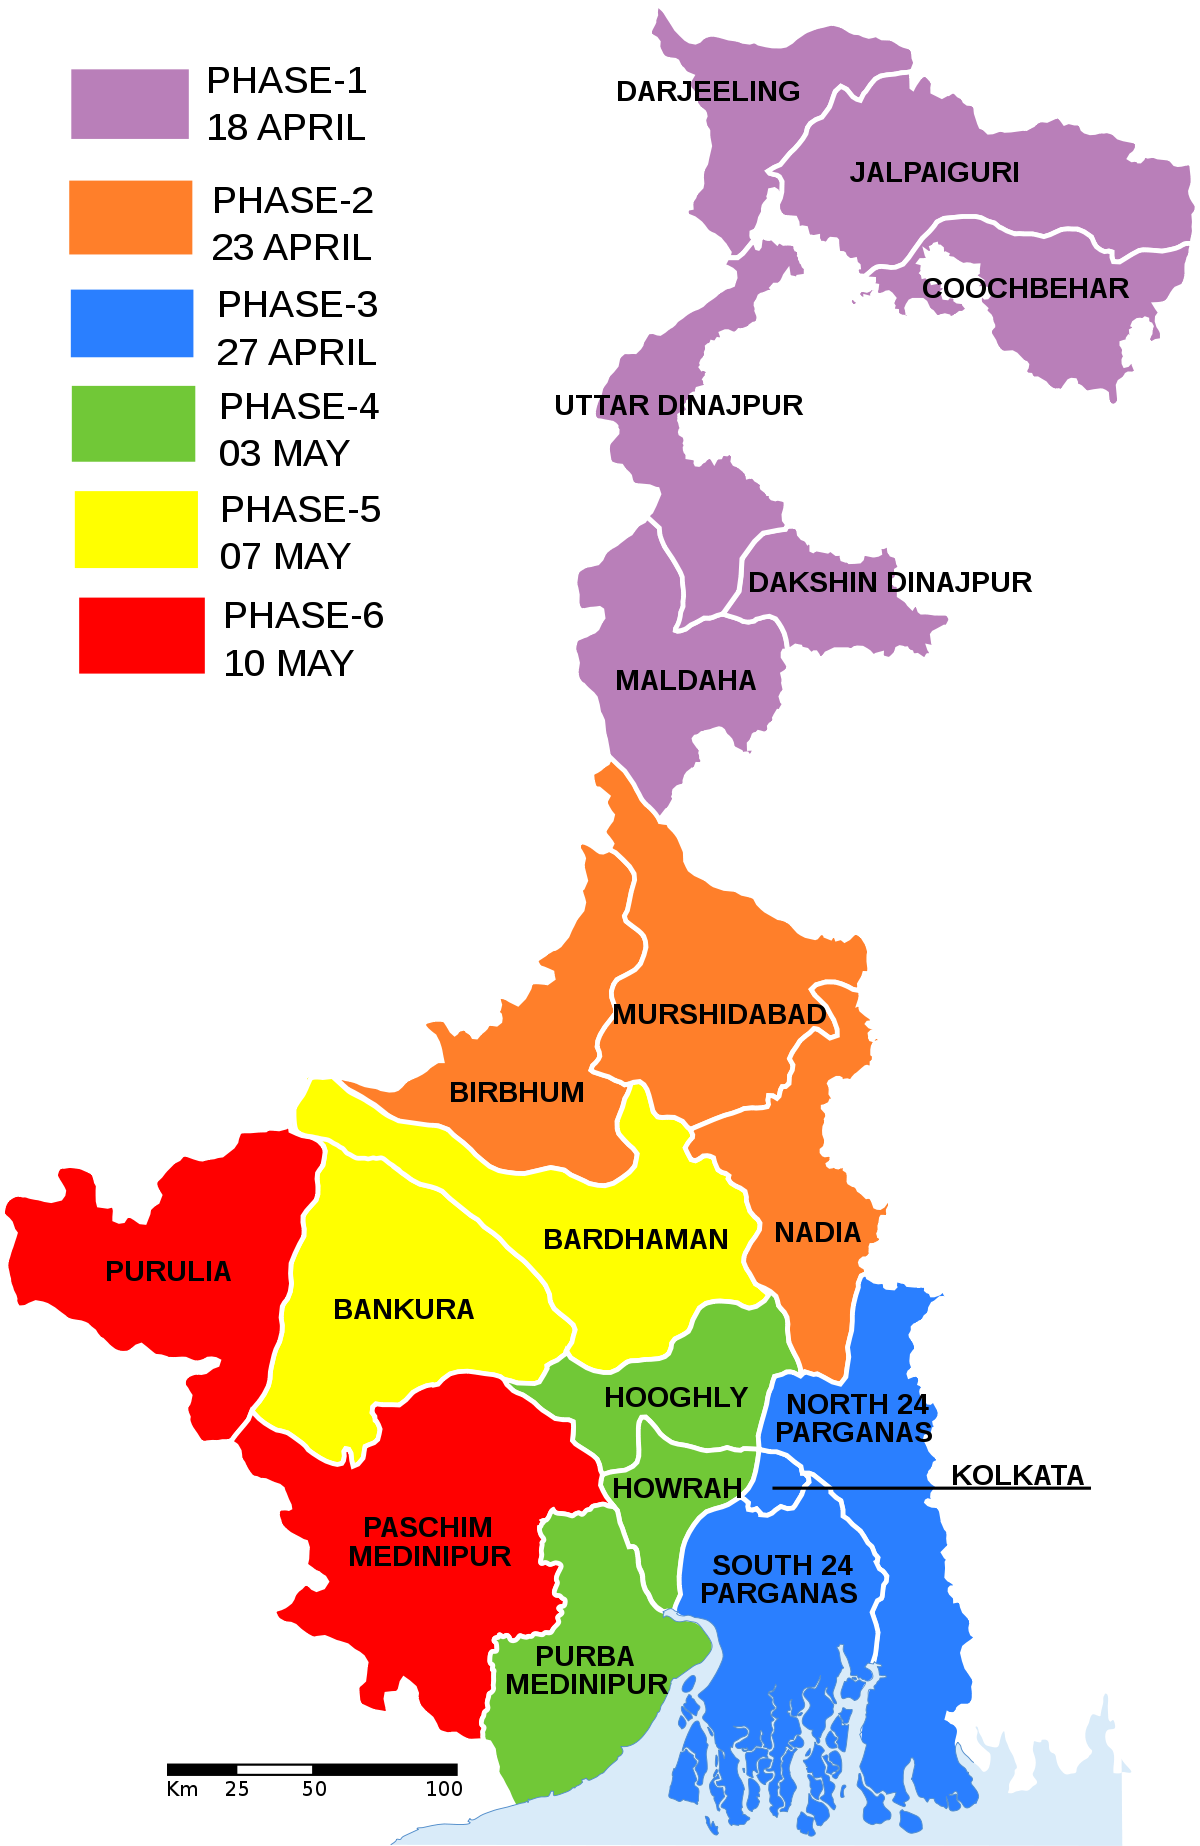 PHASE-1
18 APRIL
PHASE-2
23 APRIL
PHASE-3
27 APRIL
PHASE-4
03 MAY
PHASE-5
07 MAY
PHASE-6
10 MAY
DARJEELING
JALPAIGURI
COOCHBEHAR
UTTAR DINAJPUR
DAKSHIN DINAJPUR
MALDAHA
MURSHIDABAD
BIRBHUM
BARDHAMAN
NADIA
PURULIA
BANKURA
HOOGHLY
NORTH 24
PARGANAS
KOLKATA
HOWRAH
PASCHIM
MEDINIPUR
SOUTH 24
PARGANAS
PURBA
MEDINIPUR
Km 25 50 100